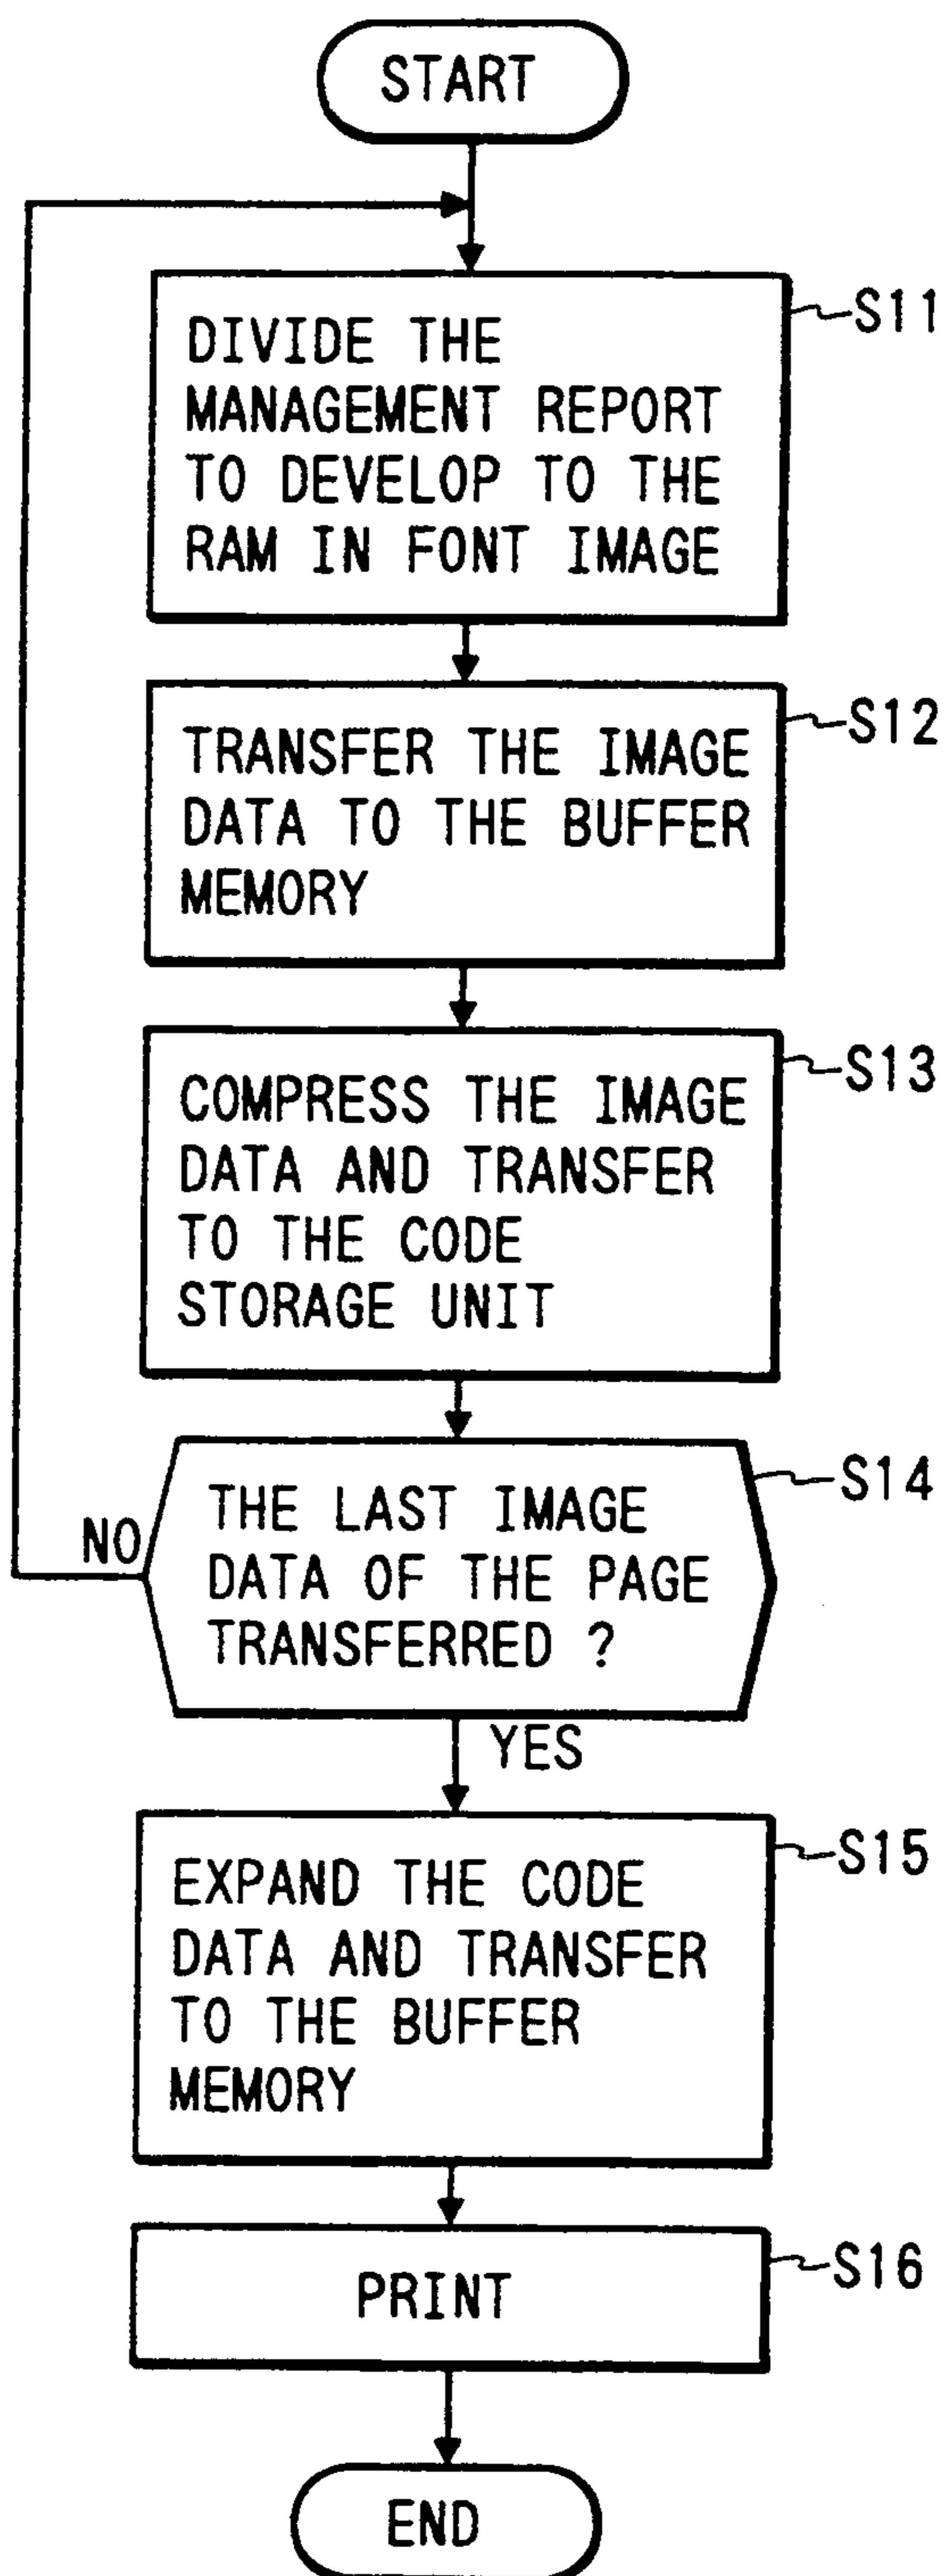 START
DIVIDE THE
MANAGEMENT REPORT
TO DEVELOP TO THE
RAM IN FONT IMAGE
S11
TRANSFER THE IMAGE
DATA TO THE BUFFER
MEMORY
S12
COMPRESS THE IMAGE
DATA AND TRANSFER
TO THE CODE
STORAGE UNIT
S13
THE LAST IMAGE
DATA OF THE PAGE
TRANSFERRED ?
S14
NO
YES
EXPAND THE CODE
DATA AND TRANSFER
TO THE BUFFER
MEMORY
S15
PRINT
S16
END